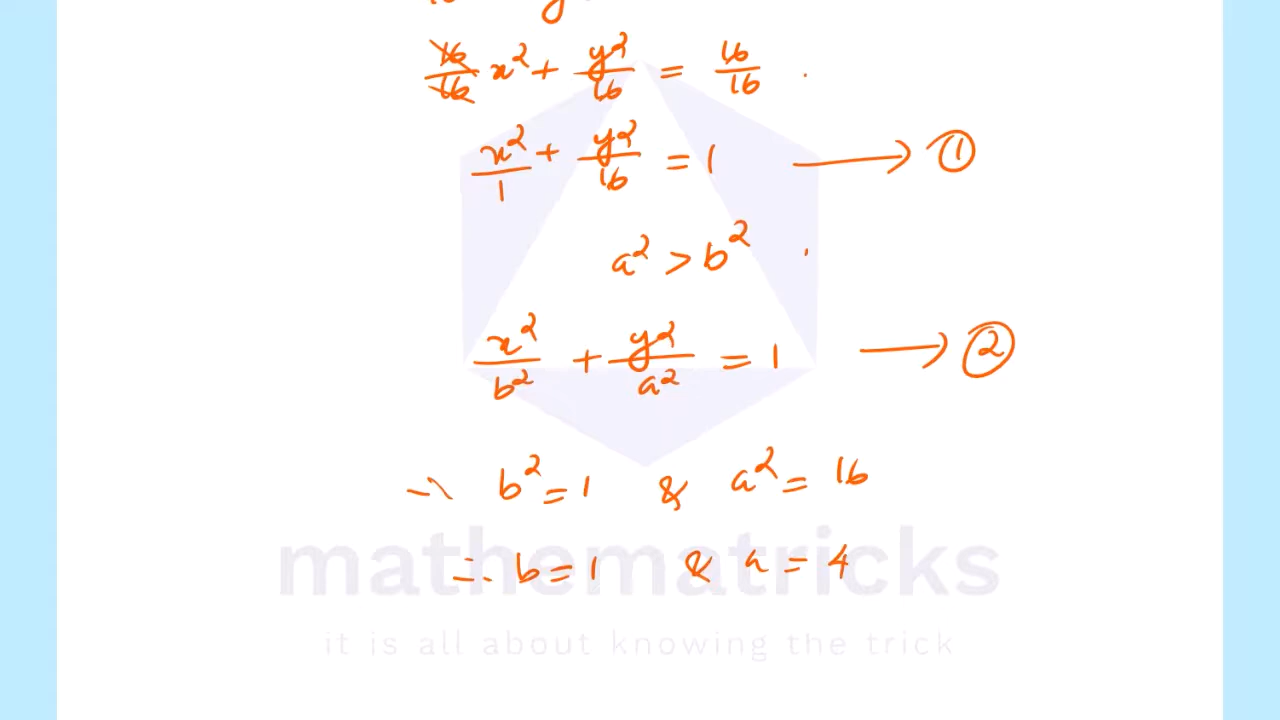 16/16 x² + y²/16 = 16/16 .
x²/1 + y²/16 = 1 ⟶ ①
a² > b² .
x²/b² + y²/a² = 1 ⟶ ②
⇒ b² = 1 & a² = 16
∴ b = 1 & a = 4
mathematricks
it is all about knowing the trick